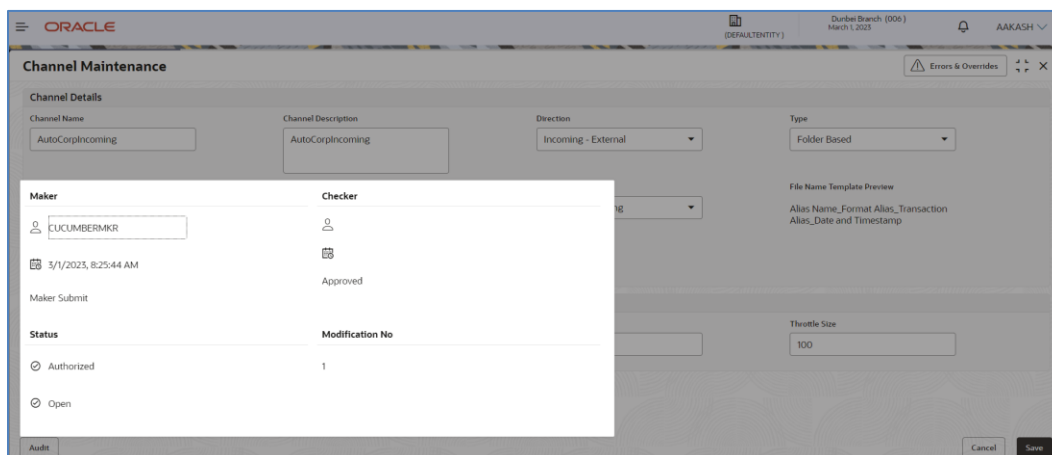 ORACLE
(DEFAULTENTITY )
Dunbei Branch (006 )
March 1, 2023
AAKASH
Channel Maintenance
Errors & Overrides
Channel Details
Channel Name
Channel Description
Direction
Type
AutoCorpIncoming
AutoCorpIncoming
Incoming - External
Folder Based
File Name Template Preview
Alias Name_Format Alias_Transaction
Alias_Date and Timestamp
Maker
Checker
CUCUMBERMKR
3/1/2023, 8:25:44 AM
Approved
Maker Submit
Status
Modification No
Authorized
1
Open
Throttle Size
100
Audit
Cancel
Save